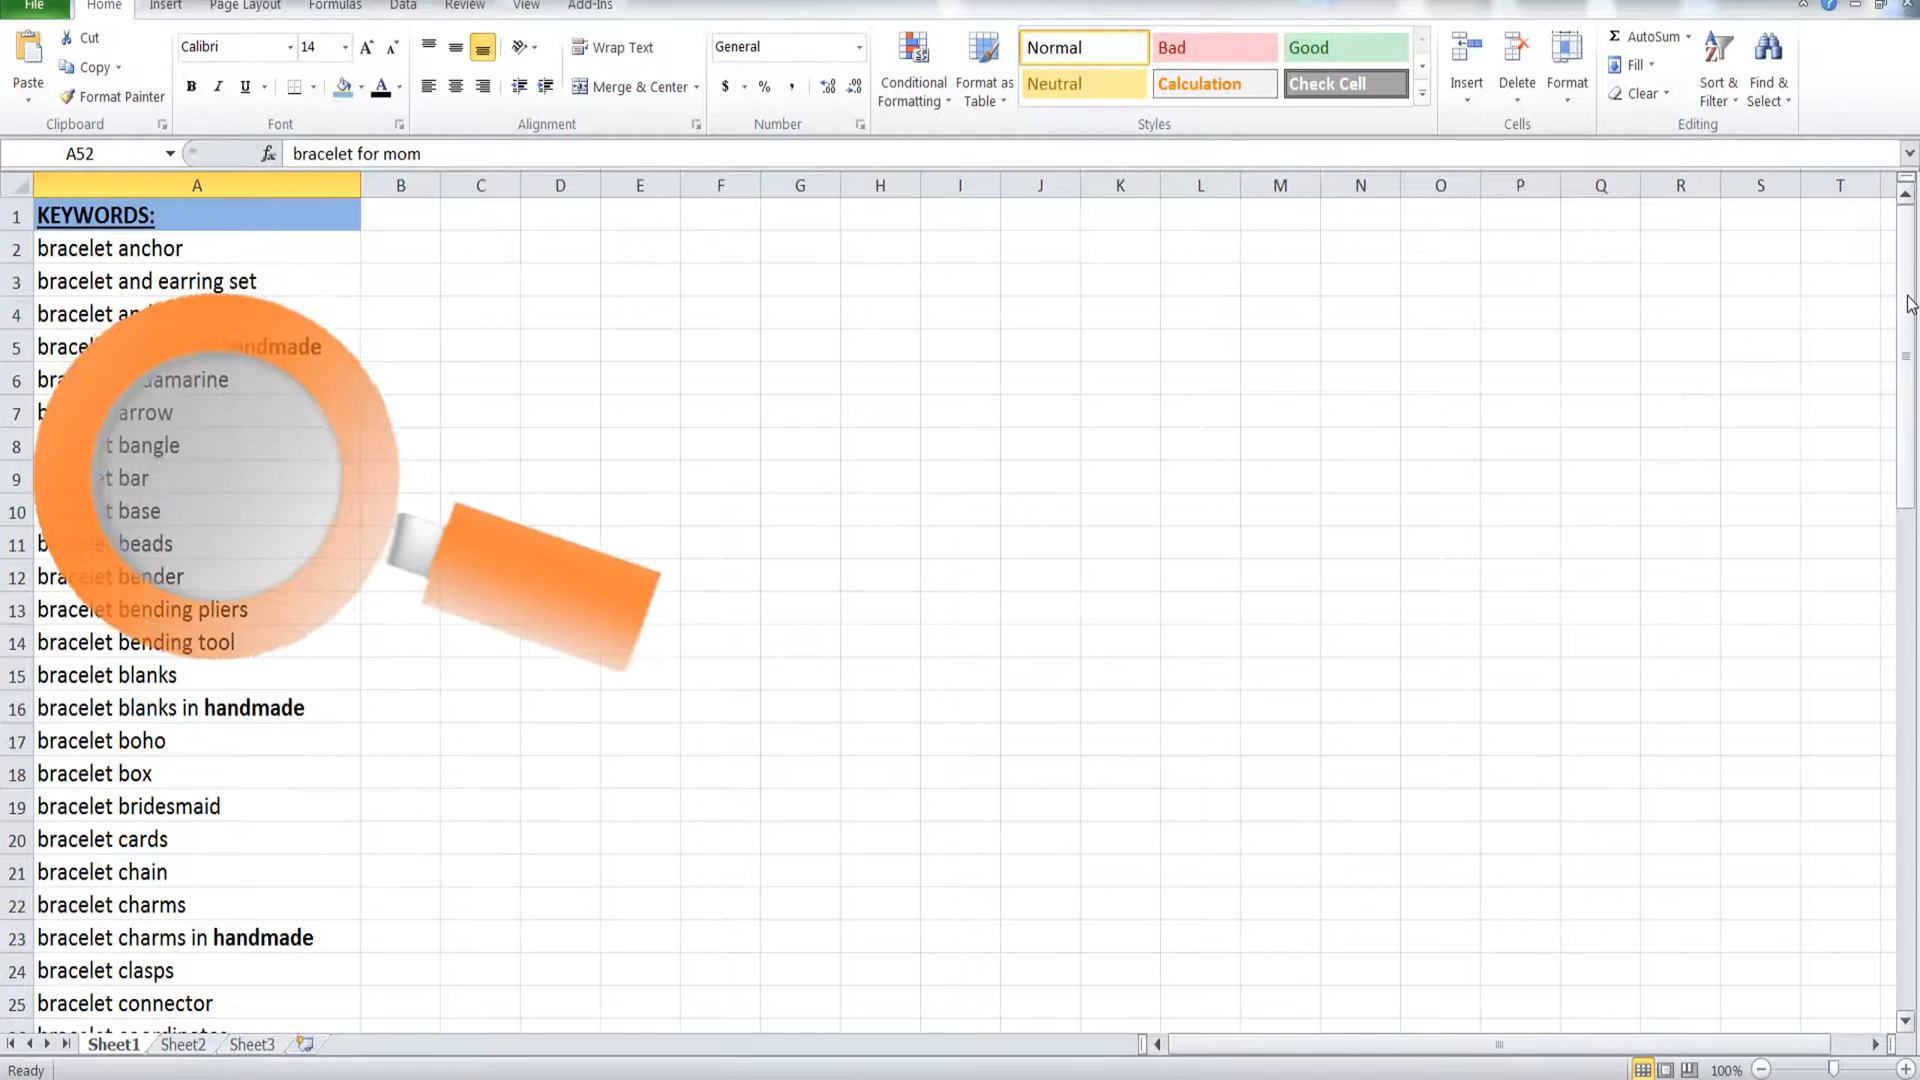 File Home Insert Page Layout Formulas Data Review View Add-Ins
Cut
Copy
Format Painter
Paste
Clipboard
Calibri 14
B I U A
Font
Wrap Text
Merge & Center
Alignment
General
$ % ,
Number
Conditional Formatting
Format as Table
Normal Bad Good
Neutral Calculation Check Cell
Styles
Insert Delete Format
Cells
Σ AutoSum
Fill
Clear
Sort & Filter
Find & Select
Editing
A52 fx bracelet for mom
A B C D E F G H I J K L M N O P Q R S T
1 KEYWORDS:
2 bracelet anchor
3 bracelet and earring set
4 bracelet
5 handmade
6
7 arrow
8 bangle
9 bar
10 base
11 beads
12 bracelet bender
13 bracelet bending pliers
14 bracelet bending tool
15 bracelet blanks
16 bracelet blanks in handmade
17 bracelet boho
18 bracelet box
19 bracelet bridesmaid
20 bracelet cards
21 bracelet chain
22 bracelet charms
23 bracelet charms in handmade
24 bracelet clasps
25 bracelet connector
Sheet1 Sheet2 Sheet3
Ready 100%